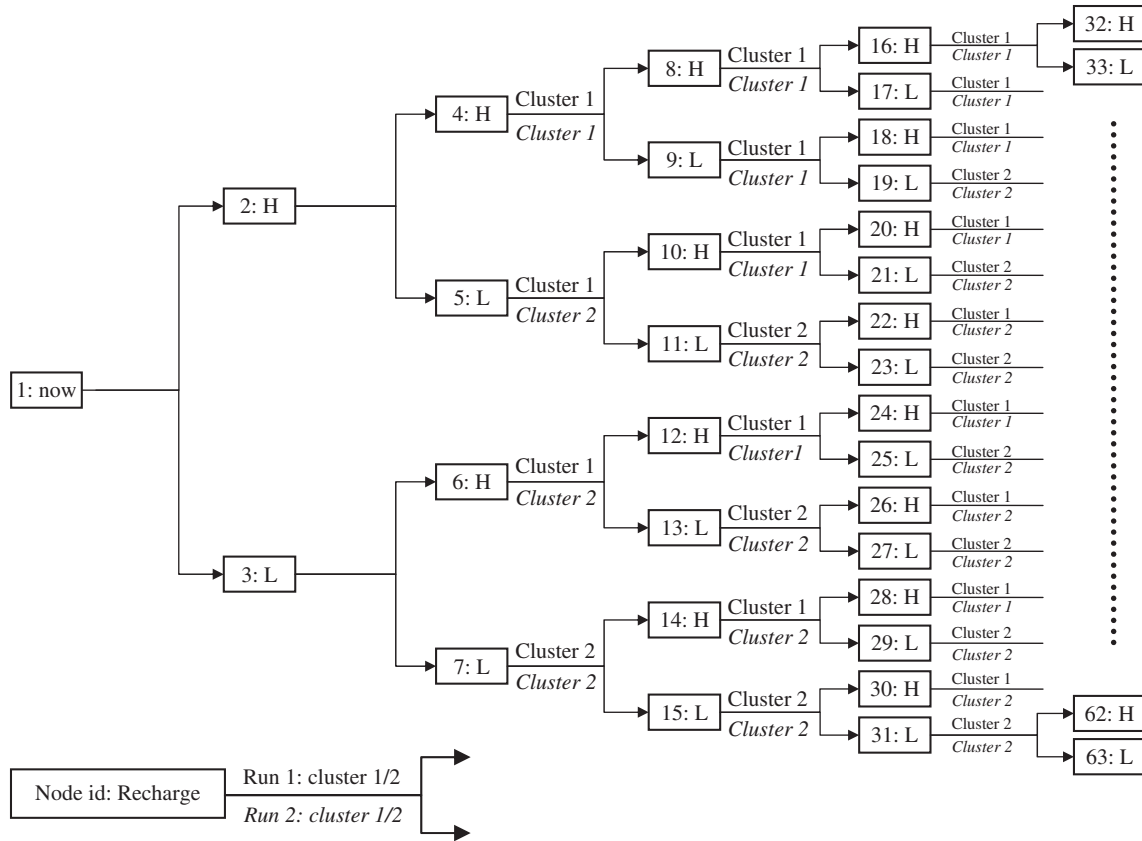 1: now
2: H
3: L
4: H
Cluster 1
Cluster 1
5: L
Cluster 1
Cluster 2
6: H
Cluster 1
Cluster 2
7: L
Cluster 2
Cluster 2
8: H
Cluster 1
Cluster 1
9: L
Cluster 1
Cluster 1
10: H
Cluster 1
Cluster 1
11: L
Cluster 2
Cluster 2
12: H
Cluster 1
Cluster1
13: L
Cluster 2
Cluster 2
14: H
Cluster 1
Cluster 2
15: L
Cluster 2
Cluster 2
16: H
Cluster 1
Cluster 1
17: L
Cluster 1
Cluster 1
18: H
Cluster 1
Cluster 1
19: L
Cluster 2
Cluster 2
20: H
Cluster 1
Cluster 1
21: L
Cluster 2
Cluster 2
22: H
Cluster 1
Cluster 2
23: L
Cluster 2
Cluster 2
24: H
Cluster 1
Cluster 1
25: L
Cluster 2
Cluster 2
26: H
Cluster 1
Cluster 2
27: L
Cluster 2
Cluster 2
28: H
Cluster 1
Cluster 1
29: L
Cluster 2
Cluster 2
30: H
Cluster 1
Cluster 2
31: L
Cluster 2
Cluster 2
32: H
33: L
62: H
63: L
Node id: Recharge
Run 1: cluster 1/2
Run 2: cluster 1/2